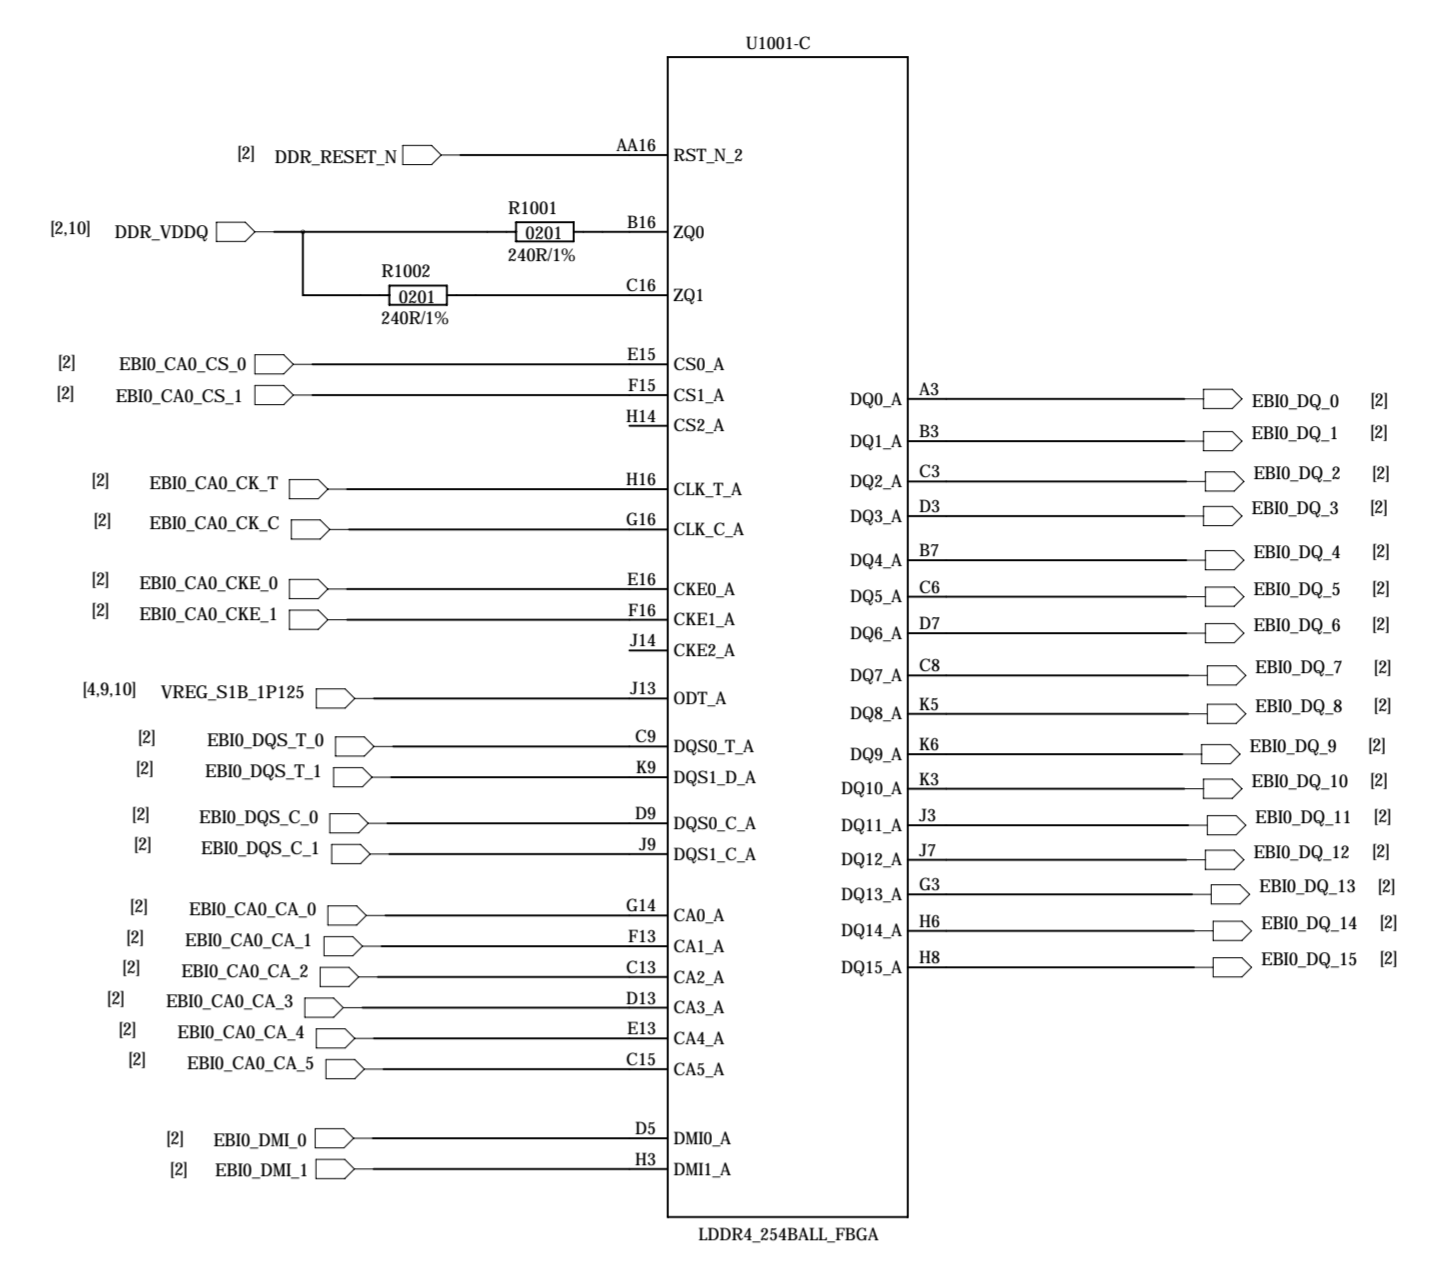 U1001-C
[2] DDR_RESET_N AA16 RST_N_2
R1001
[2,10] DDR_VDDQ 0201 B16 ZQ0
240R/1%
R1002
0201 C16 ZQ1
240R/1%
[2] EBI0_CA0_CS_0 E15 CS0_A
[2] EBI0_CA0_CS_1 F15 CS1_A
H14 CS2_A
[2] EBI0_CA0_CK_T H16 CLK_T_A
[2] EBI0_CA0_CK_C G16 CLK_C_A
[2] EBI0_CA0_CKE_0 E16 CKE0_A
[2] EBI0_CA0_CKE_1 F16 CKE1_A
J14 CKE2_A
[4,9,10] VREG_S1B_1P125 J13 ODT_A
[2] EBI0_DQS_T_0 C9 DQS0_T_A
[2] EBI0_DQS_T_1 K9 DQS1_D_A
[2] EBI0_DQS_C_0 D9 DQS0_C_A
[2] EBI0_DQS_C_1 J9 DQS1_C_A
[2] EBI0_CA0_CA_0 G14 CA0_A
[2] EBI0_CA0_CA_1 F13 CA1_A
[2] EBI0_CA0_CA_2 C13 CA2_A
[2] EBI0_CA0_CA_3 D13 CA3_A
[2] EBI0_CA0_CA_4 E13 CA4_A
[2] EBI0_CA0_CA_5 C15 CA5_A
[2] EBI0_DMI_0 D5 DMI0_A
[2] EBI0_DMI_1 H3 DMI1_A
DQ0_A A3 EBI0_DQ_0 [2]
DQ1_A B3 EBI0_DQ_1 [2]
DQ2_A C3 EBI0_DQ_2 [2]
DQ3_A D3 EBI0_DQ_3 [2]
DQ4_A B7 EBI0_DQ_4 [2]
DQ5_A C6 EBI0_DQ_5 [2]
DQ6_A D7 EBI0_DQ_6 [2]
DQ7_A C8 EBI0_DQ_7 [2]
DQ8_A K5 EBI0_DQ_8 [2]
DQ9_A K6 EBI0_DQ_9 [2]
DQ10_A K3 EBI0_DQ_10 [2]
DQ11_A J3 EBI0_DQ_11 [2]
DQ12_A J7 EBI0_DQ_12 [2]
DQ13_A G3 EBI0_DQ_13 [2]
DQ14_A H6 EBI0_DQ_14 [2]
DQ15_A H8 EBI0_DQ_15 [2]
LDDR4_254BALL_FBGA